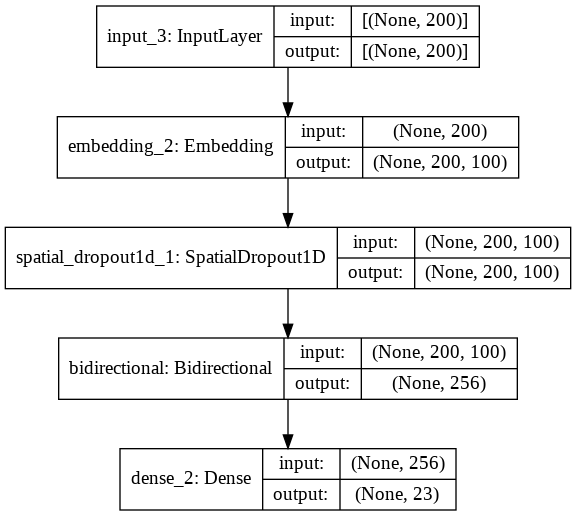 input_3: InputLayer
input: [(None, 200)]
output: [(None, 200)]
embedding_2: Embedding
input: (None, 200)
output: (None, 200, 100)
spatial_dropout1d_1: SpatialDropout1D
input: (None, 200, 100)
output: (None, 200, 100)
bidirectional: Bidirectional
input: (None, 200, 100)
output: (None, 256)
dense_2: Dense
input: (None, 256)
output: (None, 23)